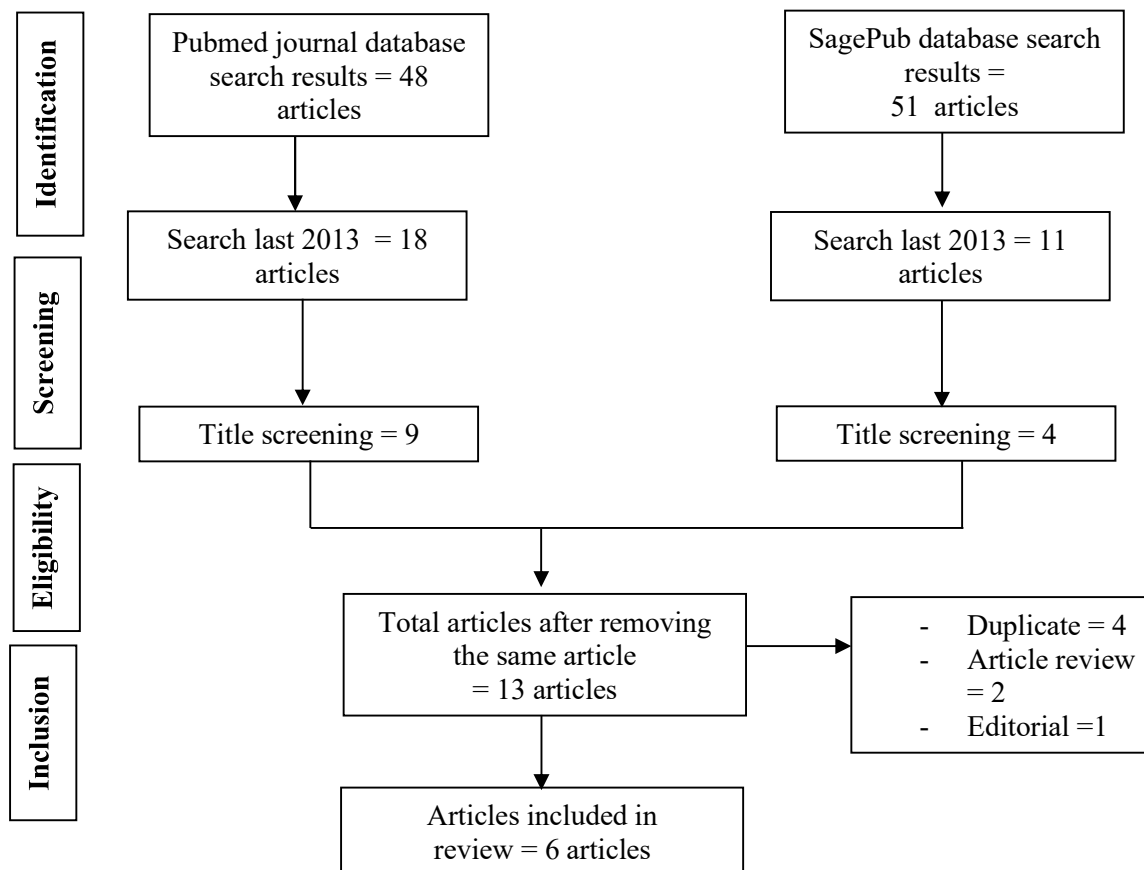 Identification
Pubmed journal database
search results = 48
articles
SagePub database search
results =
51 articles
Search last 2013 = 18
articles
Search last 2013 = 11
articles
Screening
Title screening = 9
Title screening = 4
Eligibility
Total articles after removing
the same article
= 13 articles
- Duplicate = 4
- Article review
= 2
- Editorial =1
Inclusion
Articles included in
review = 6 articles